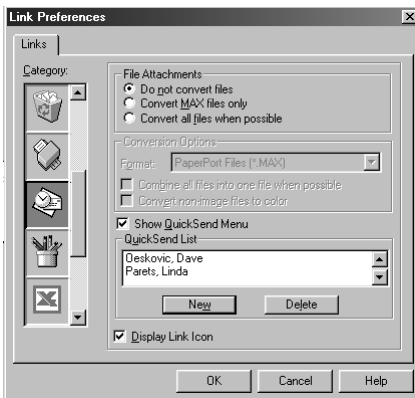 Link Preferences
Links
Category:
File Attachments
Do not convert files
Convert MAX files only
Convert all files when possible
Conversion Options
Format: PaperPort Files (*.MAX)
Combine all files into one file when possible
Convert non-image files to color
Show QuickSend Menu
QuickSend List
Oeskovic, Dave
Parets, Linda
New Delete
Display Link Icon
OK Cancel Help